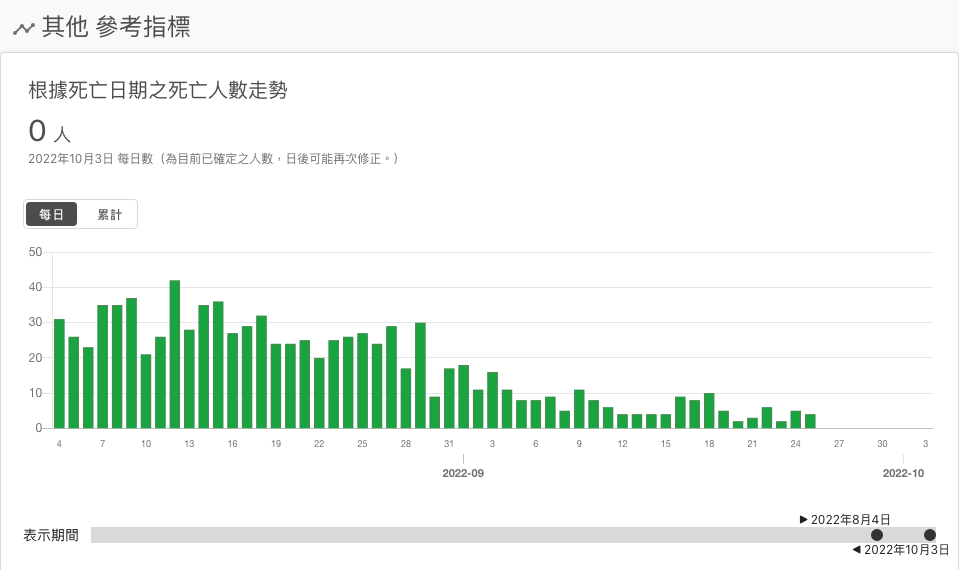 其他 參考指標
根據死亡日期之死亡人數走勢
0 人
2022年10月3日 每日數（為目前已確定之人數，日後可能再次修正。）
每日 累計
50
40
30
20
10
0
4 7 10 13 16 19 22 25 28 31 3 6 9 12 15 18 21 24 27 30 3
2022-09 2022-10
▶ 2022年8月4日
表示期間
◀ 2022年10月3日